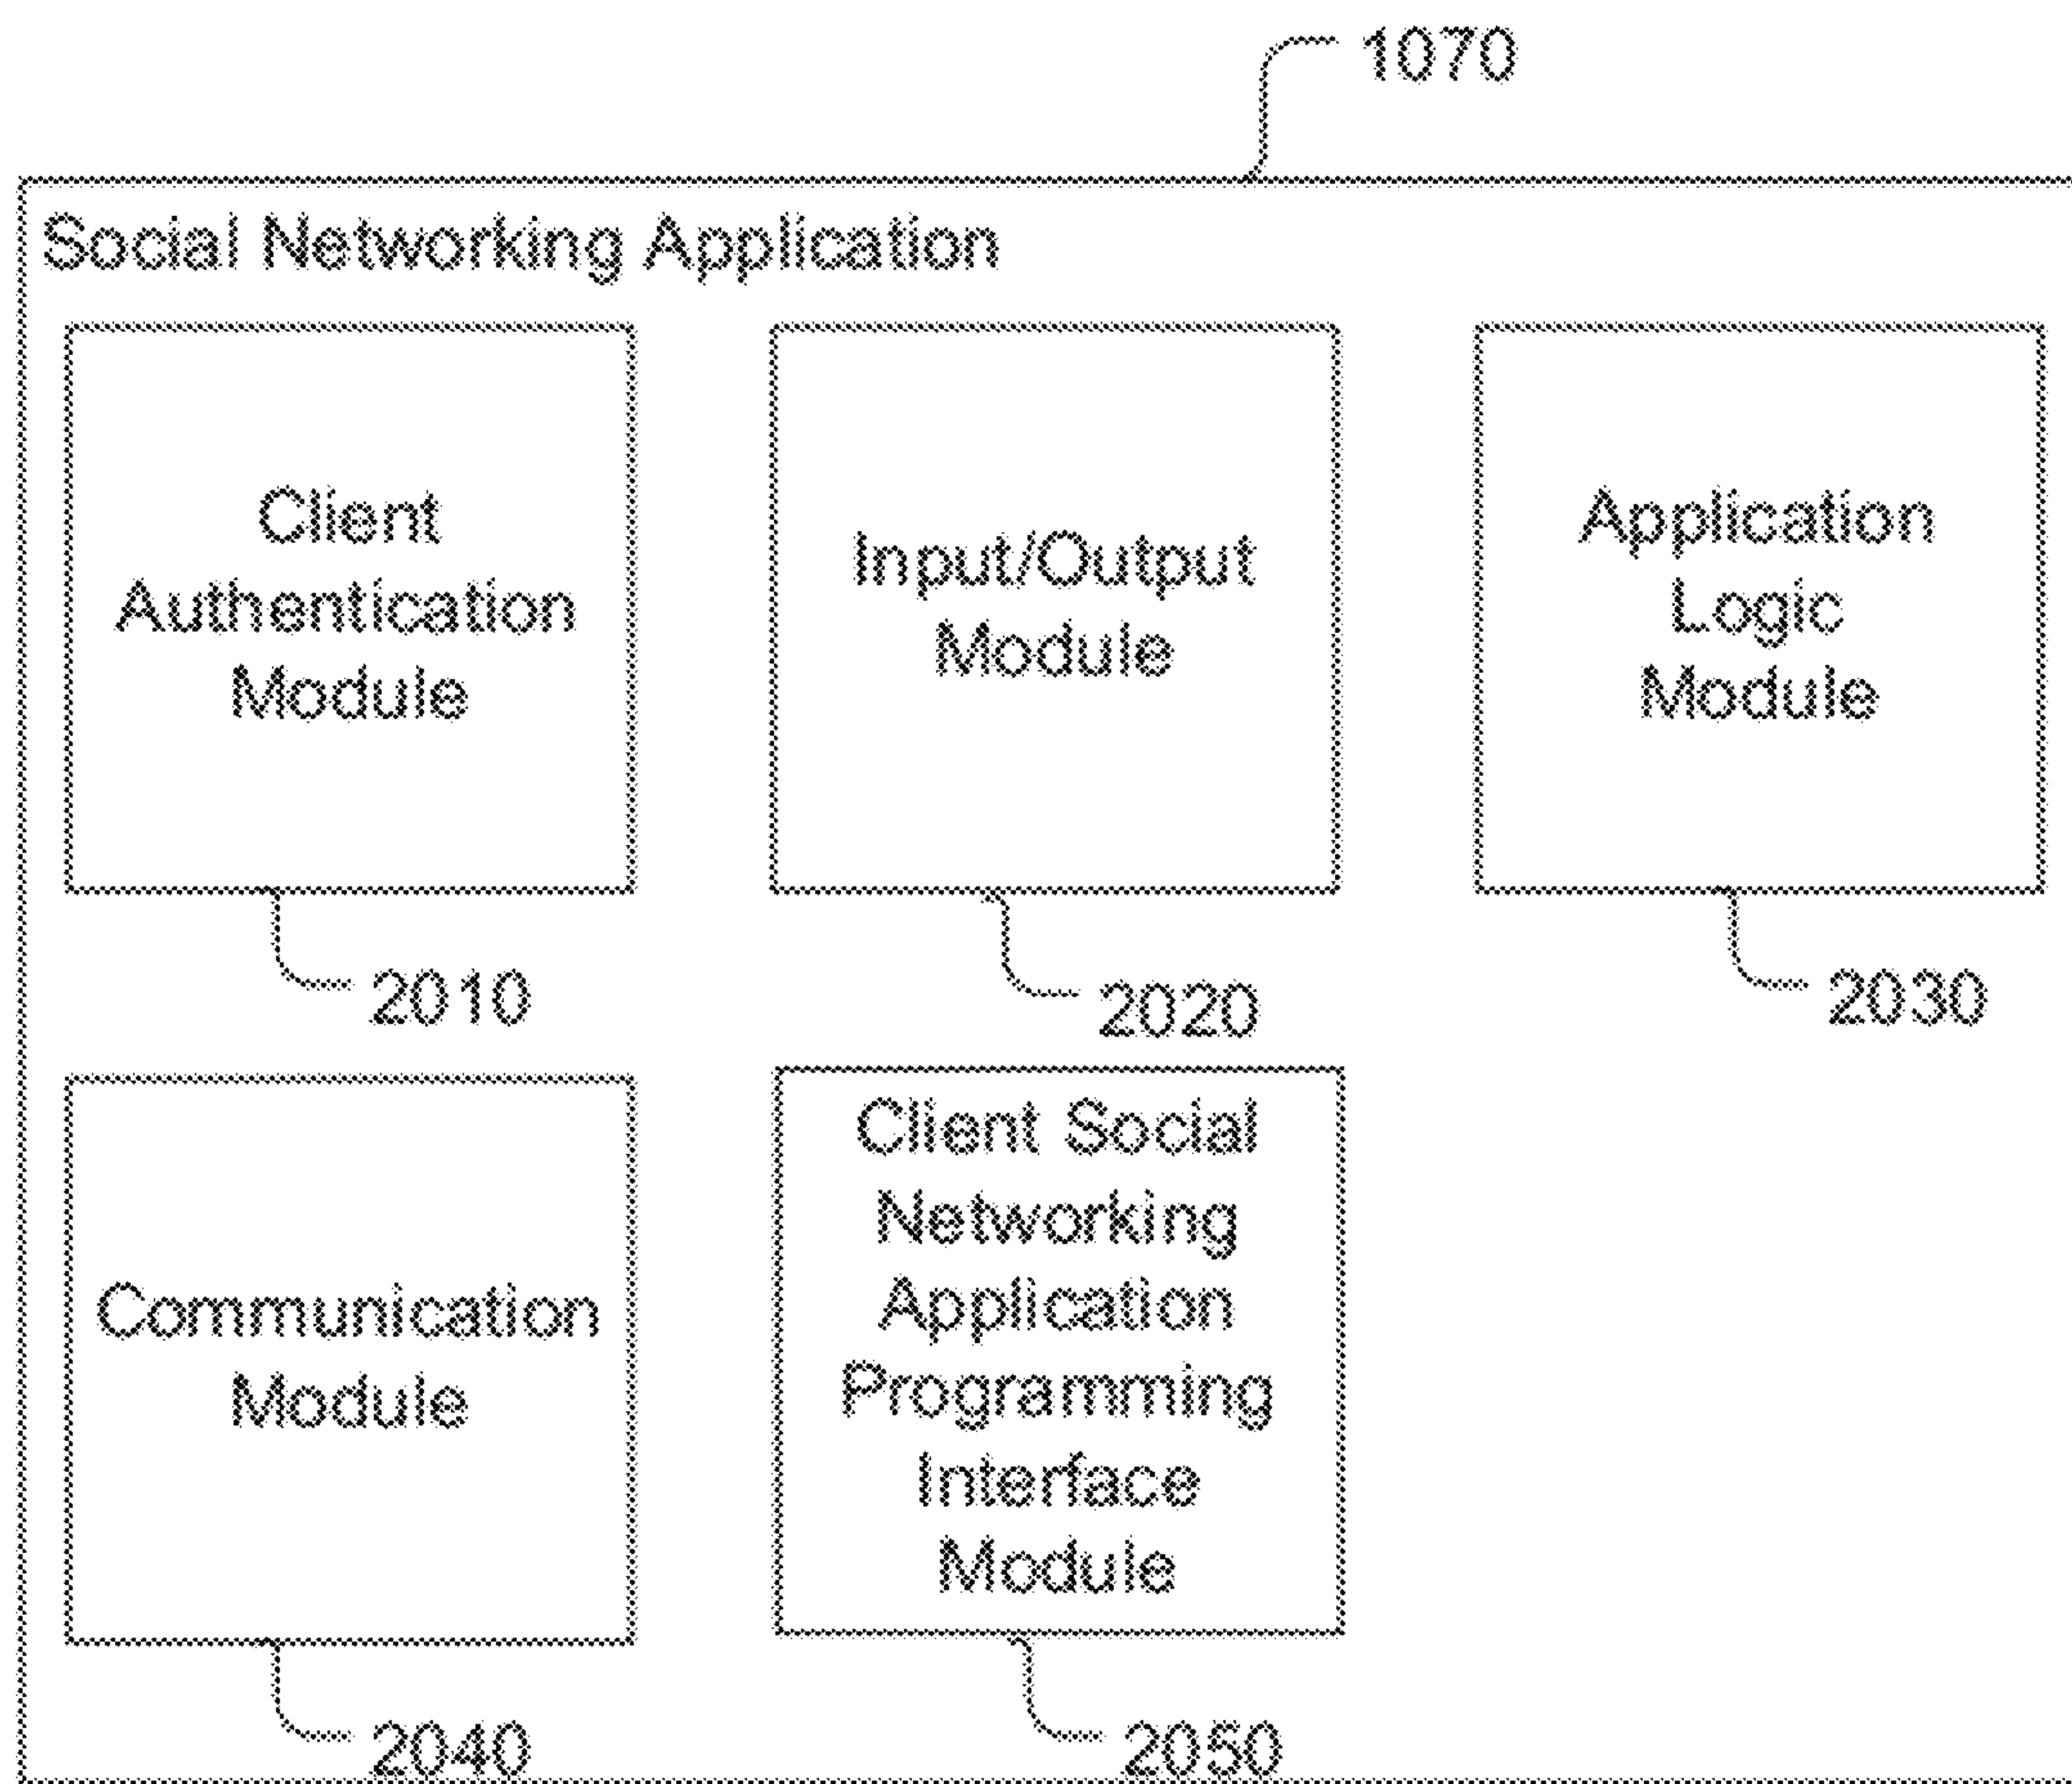 1070
Social Networking Application
Client
Authentication
Module
2010
Input/Output
Module
2020
Application
Logic
Module
2030
Communication
Module
2040
Client Social
Networking
Application
Programming
Interface
Module
2050